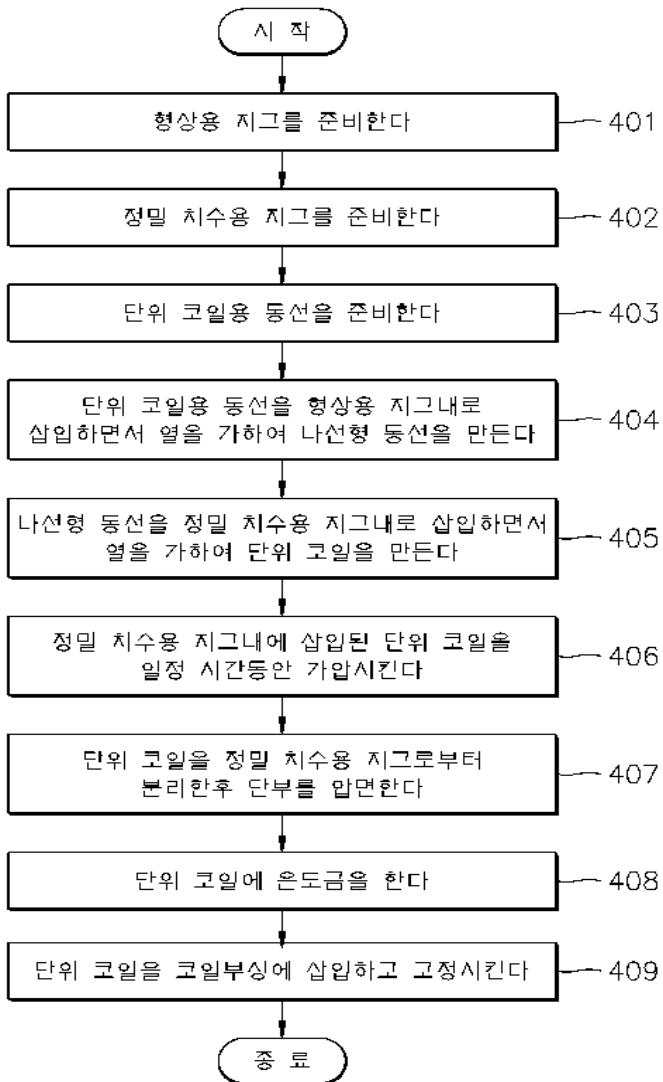 시 작
형상용 지그를 준비한다
401
정밀 치수용 지그를 준비한다
402
단위 코일용 동선을 준비한다
403
단위 코일용 동선을 형상용 지그내로
삽입하면서 열을 가하여 나선형 동선을 만든다
404
나선형 동선을 정밀 치수용 지그내로 삽입하면서
열을 가하여 단위 코일을 만든다
405
정밀 치수용 지그내에 삽입된 단위 코일을
일정 시간동안 가압시킨다
406
단위 코일을 정밀 치수용 지그로부터
분리한후 단부를 압면한다
407
단위 코일에 은도금을 한다
408
단위 코일을 코일부싱에 삽입하고 고정시킨다
409
종 료